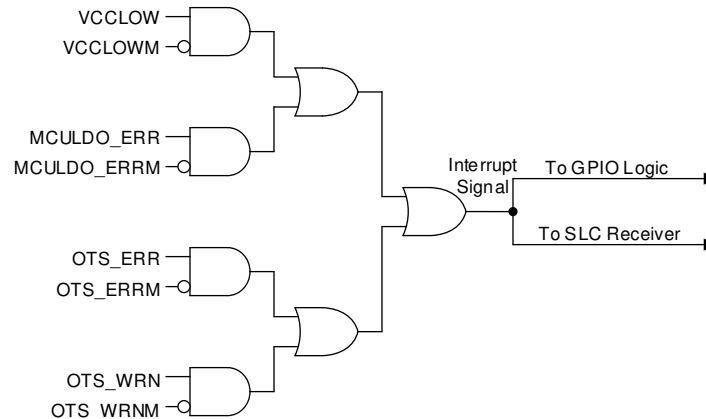 VCCLOW
VCCLOWM
MCULDO_ERR
MCULDO_ERRM
Interrupt
Signal
To GPIO Logic
To SLC Receiver
OTS_ERR
OTS_ERRM
OTS_WRN
OTS_WRNM